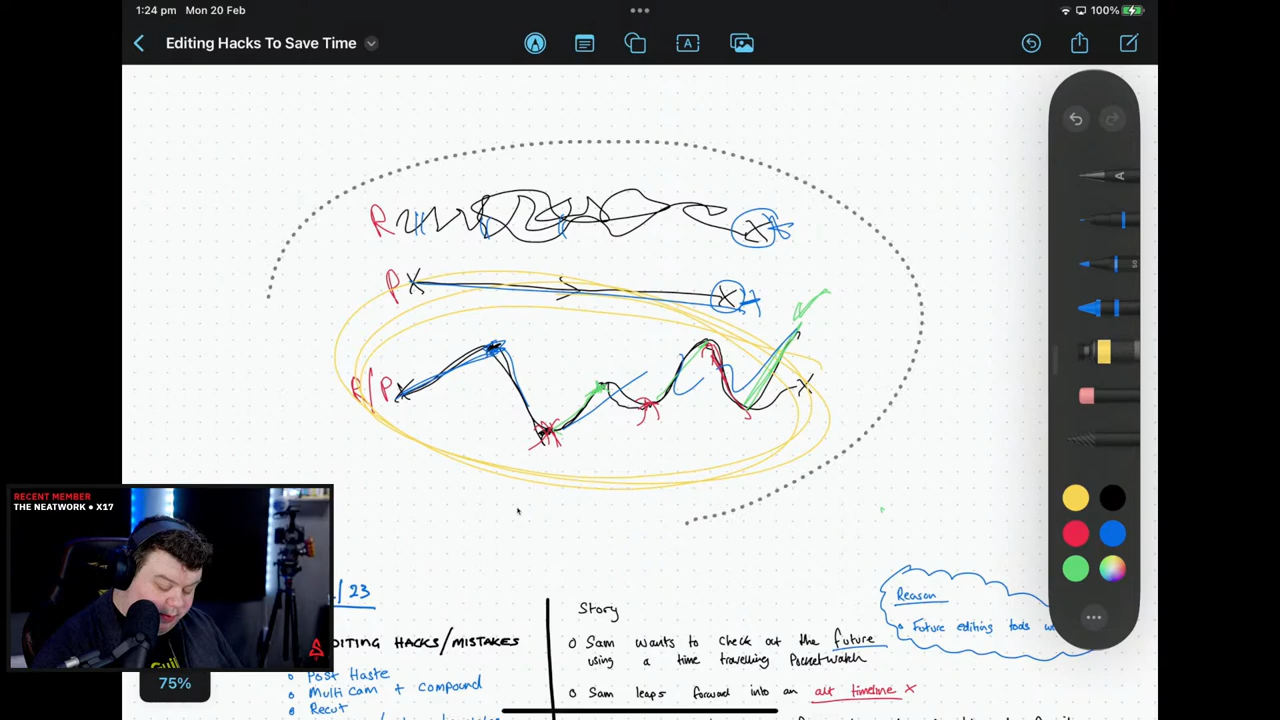 1:24 pm Mon 20 Feb
100%
Editing Hacks To Save Time
A
A
50
R
X
P X
X
R/P X
X
RECENT MEMBER
THE NEATWORK • X17
75%
/23
DITING HACKS/MISTAKES
Post Haste
Multi cam + compound
Recut
Story
Sam wants to check out the future
using a time travelling Pocketwatch
Sam leaps forward into an alt timeline X
Reason
Future editing tools